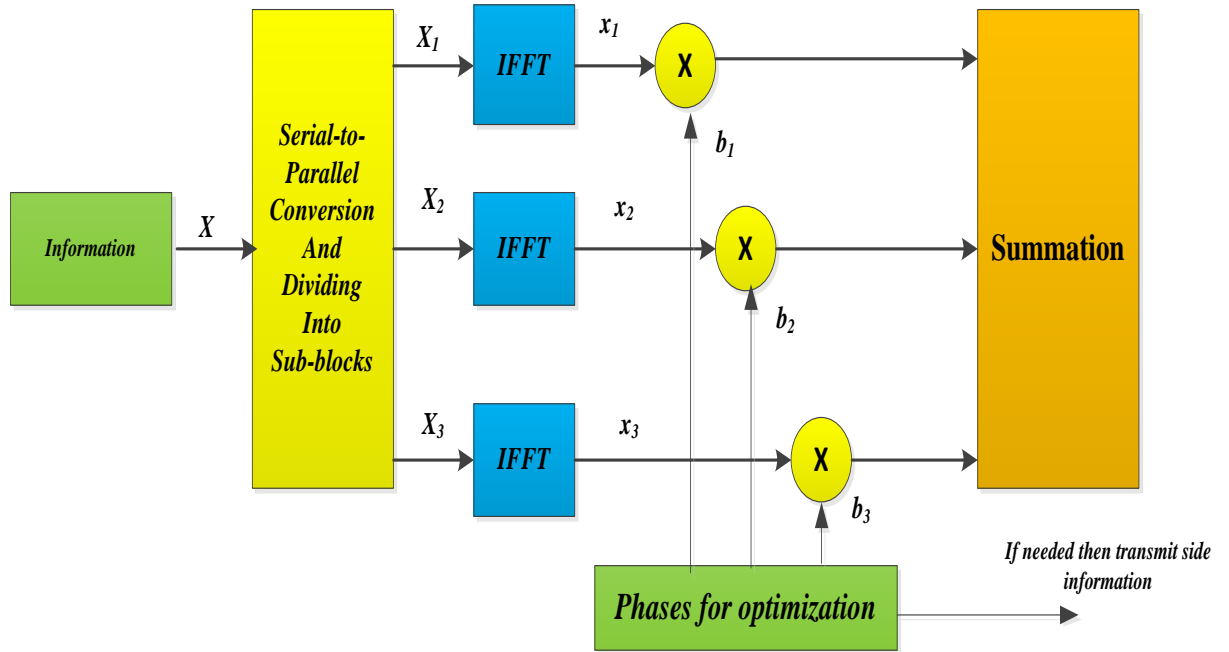 Information
X
Serial-to-
Parallel
Conversion
And
Dividing
Into
Sub-blocks
X₁
IFFT
x₁
X
b₁
X₂
IFFT
x₂
X
b₂
X₃
IFFT
x₃
X
b₃
Summation
Phases for optimization
If needed then transmit side
information